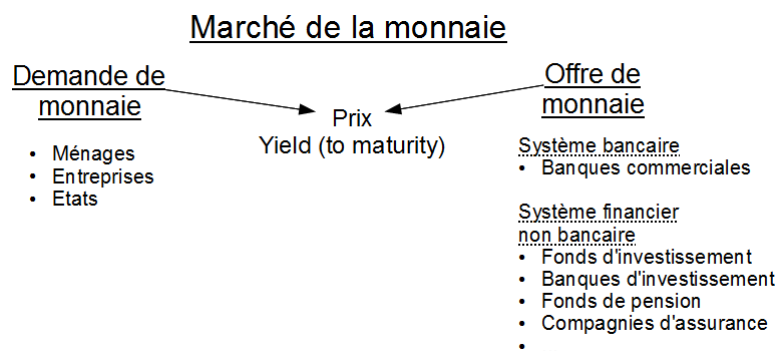 Marché de la monnaie
Demande de
monnaie
• Ménages
• Entreprises
• Etats
Prix
Yield (to maturity)
Offre de
monnaie
Système bancaire
• Banques commerciales
Système financier
non bancaire
• Fonds d'investissement
• Banques d'investissement
• Fonds de pension
• Compagnies d'assurance
•